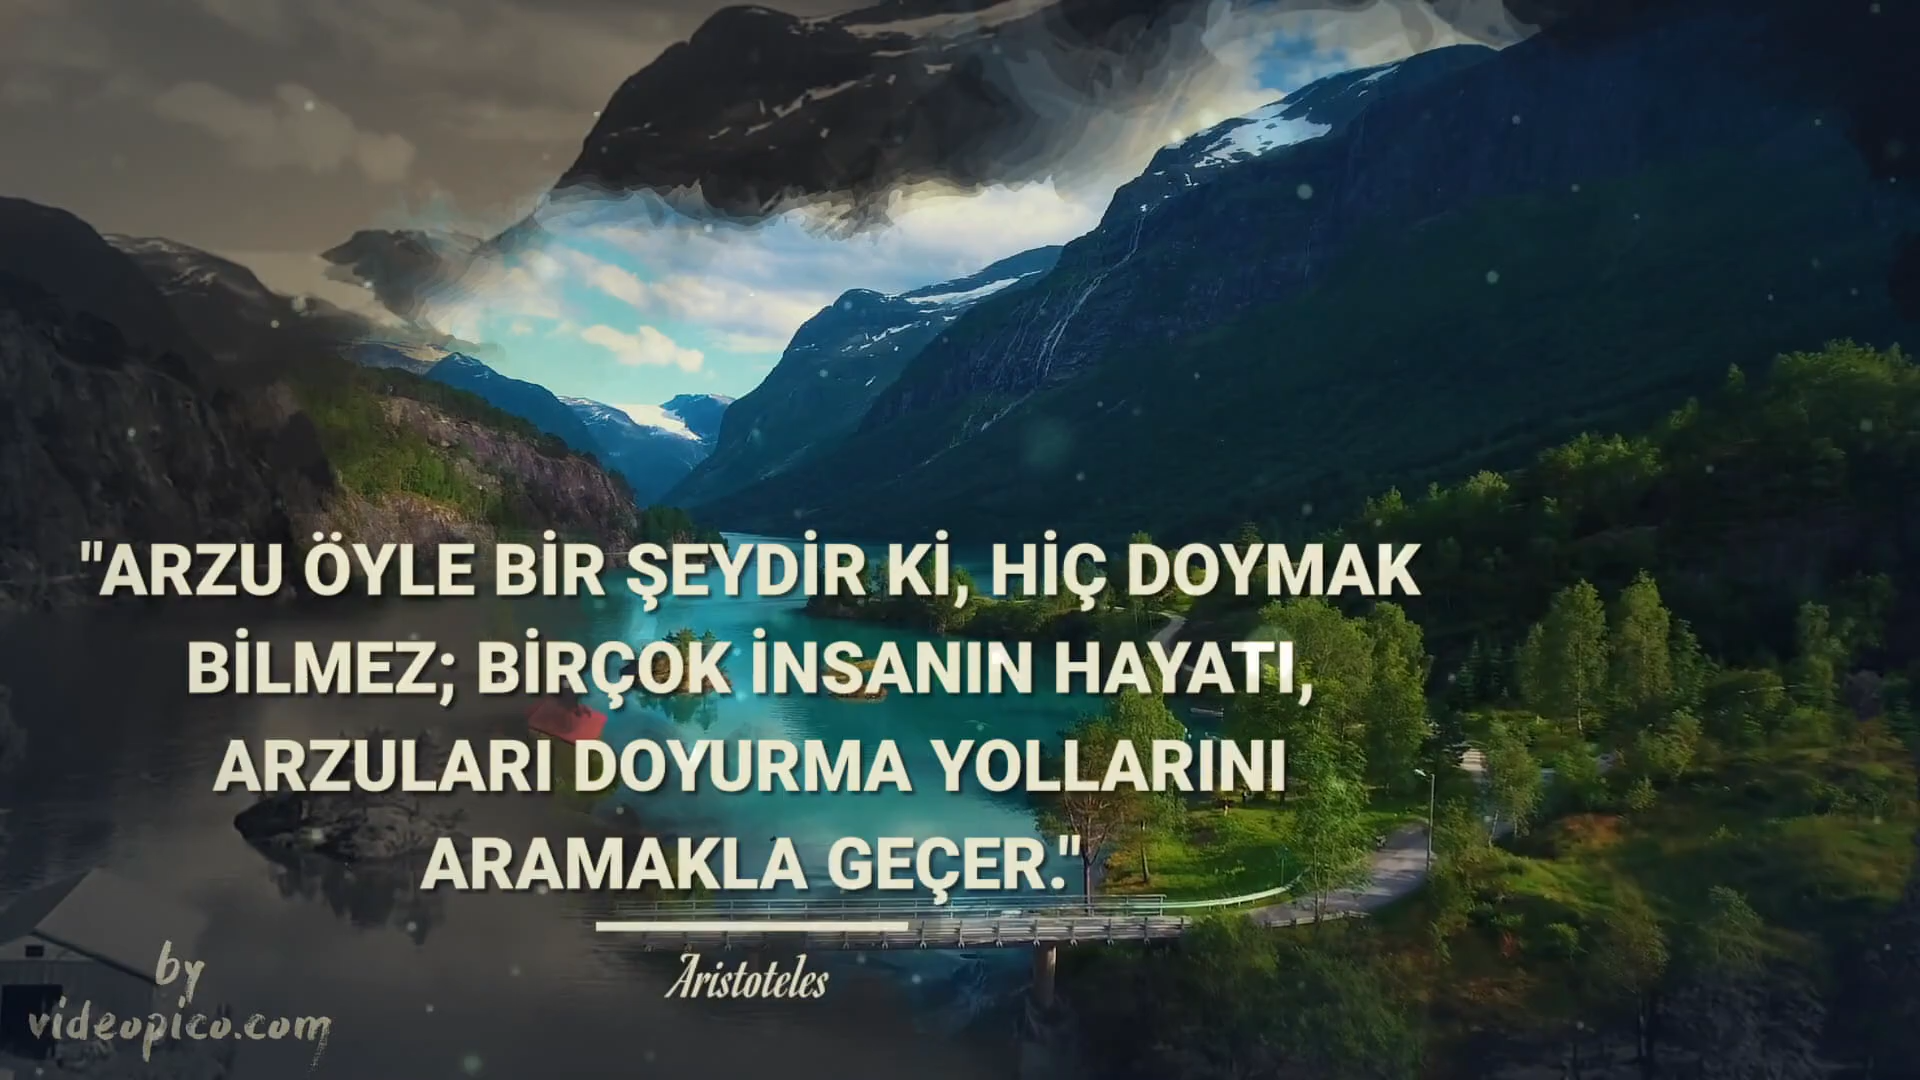 "ARZU ÖYLE BİR ŞEYDİR Kİ, HİÇ DOYMAK
BİLMEZ; BİRÇOK İNSANIN HAYATI,
ARZULARI DOYURMA YOLLARINI
ARAMAKLA GEÇER."
Aristoteles
by
videopico.com